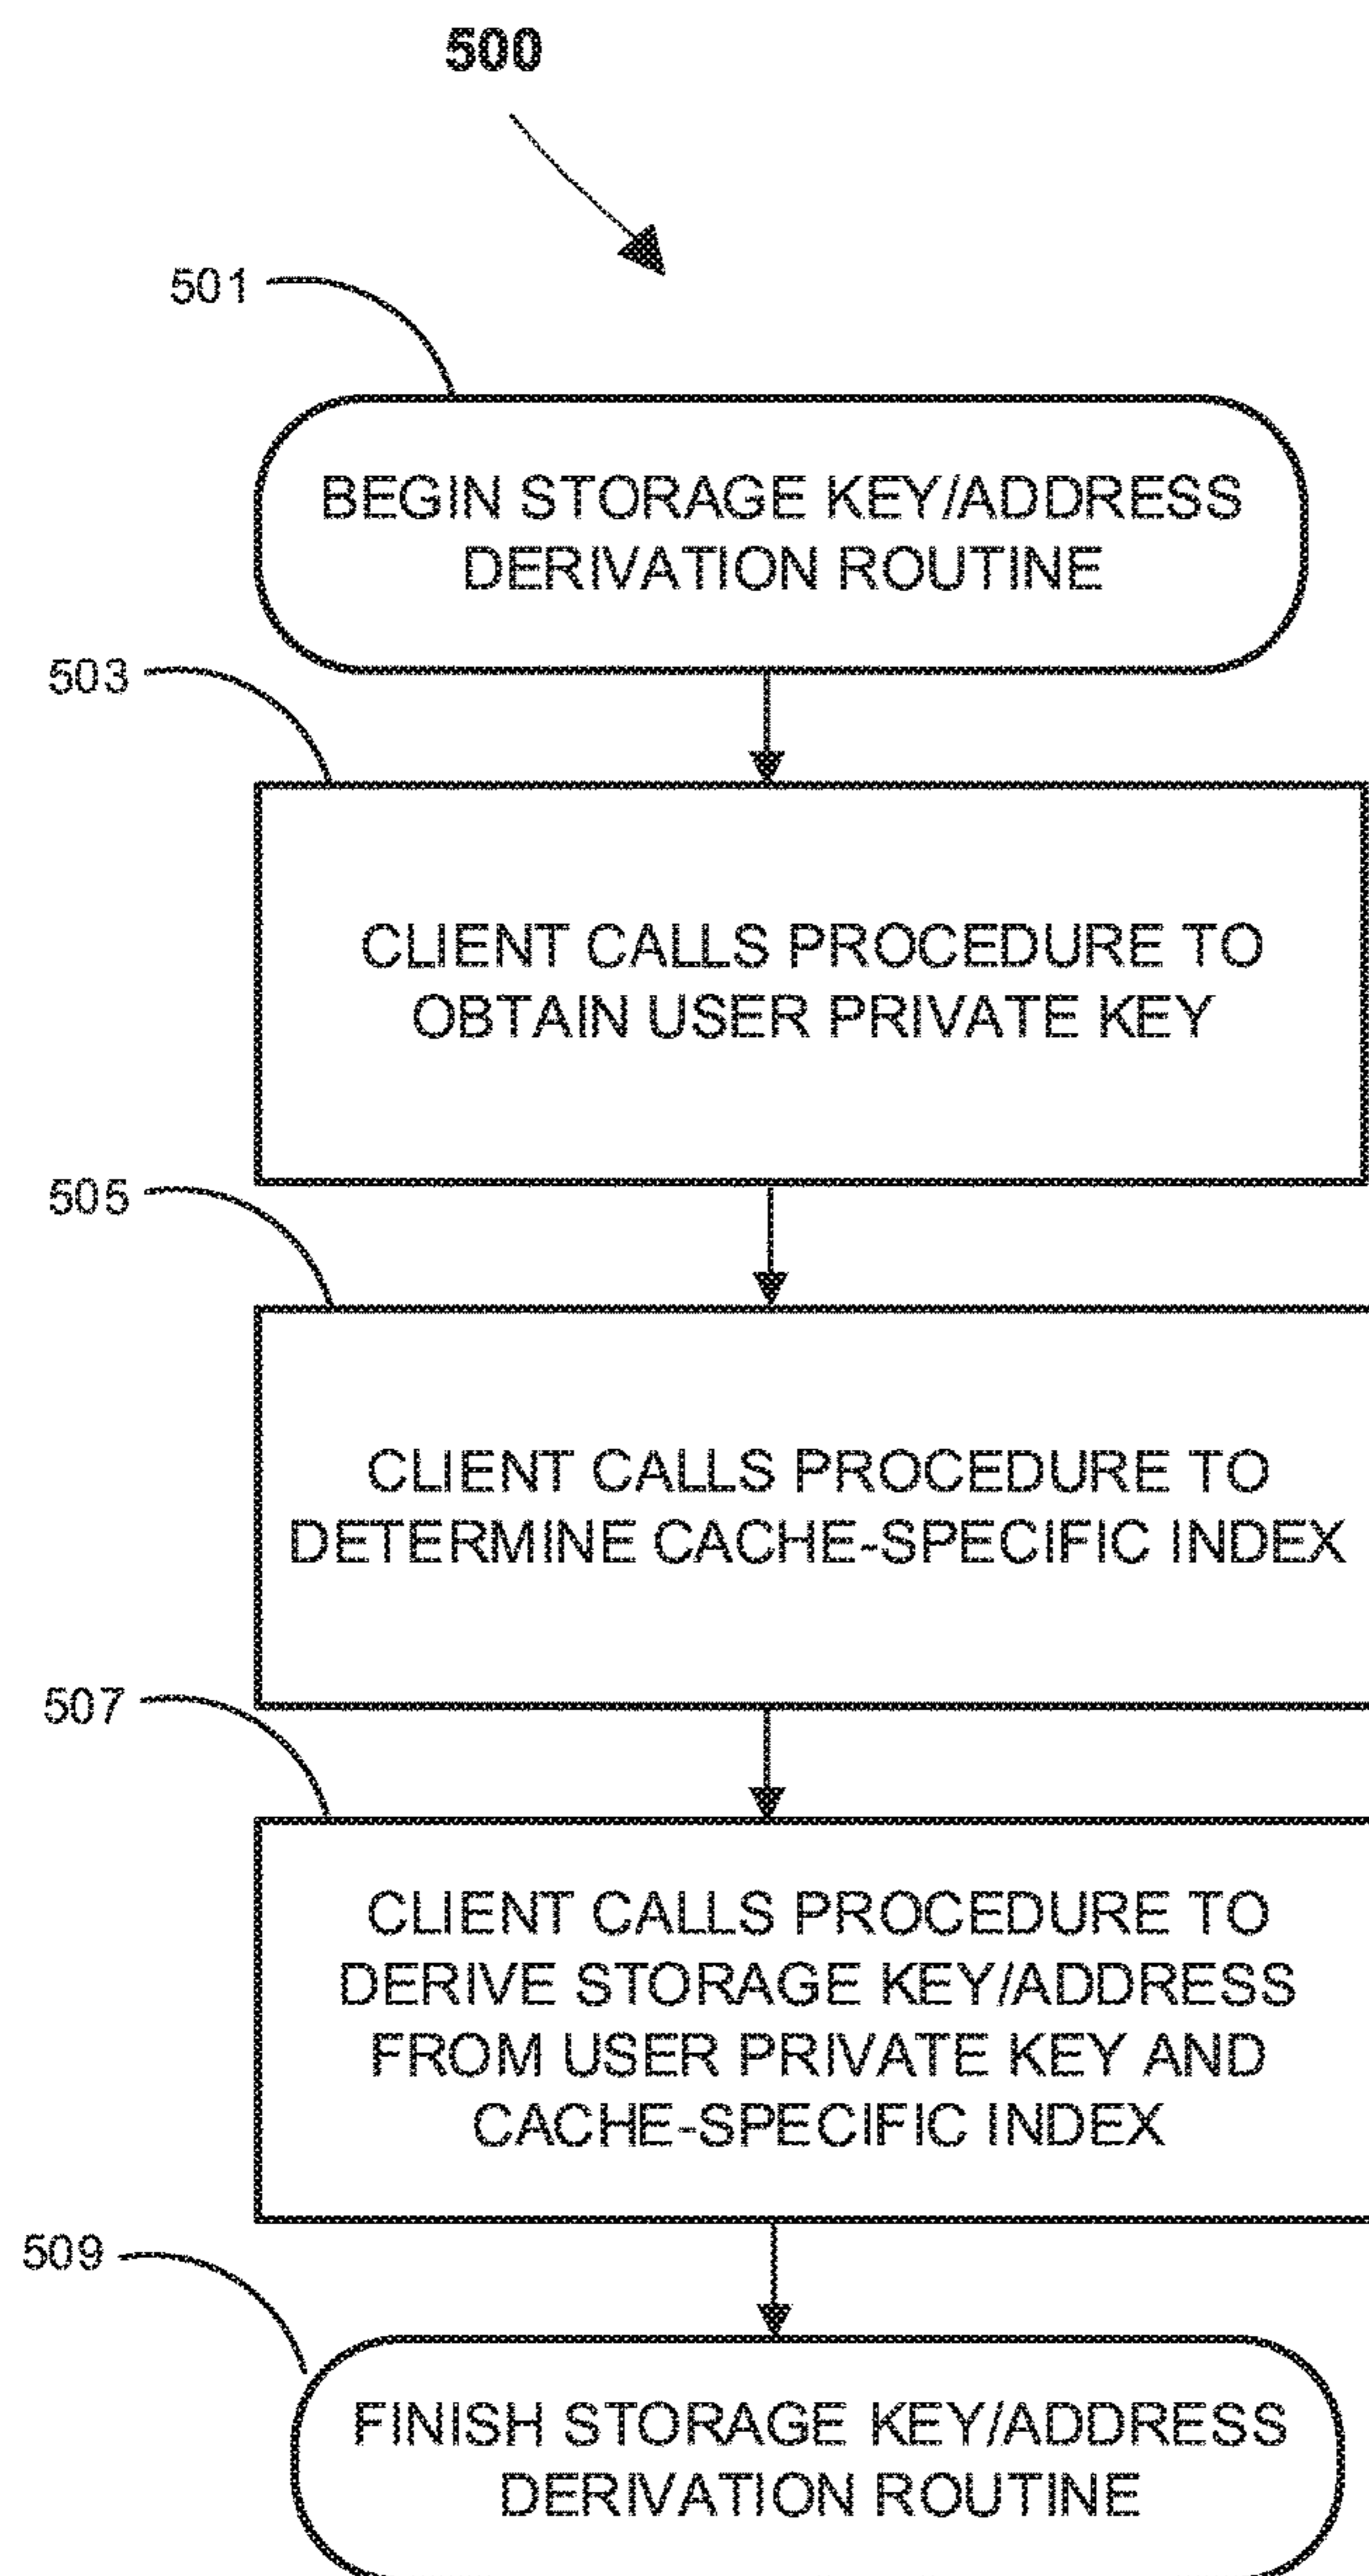 500
501
BEGIN STORAGE KEY/ADDRESS
DERIVATION ROUTINE
503
CLIENT CALLS PROCEDURE TO
OBTAIN USER PRIVATE KEY
505
CLIENT CALLS PROCEDURE TO
DETERMINE CACHE-SPECIFIC INDEX
507
CLIENT CALLS PROCEDURE TO
DERIVE STORAGE KEY/ADDRESS
FROM USER PRIVATE KEY AND
CACHE-SPECIFIC INDEX
509
FINISH STORAGE KEY/ADDRESS
DERIVATION ROUTINE